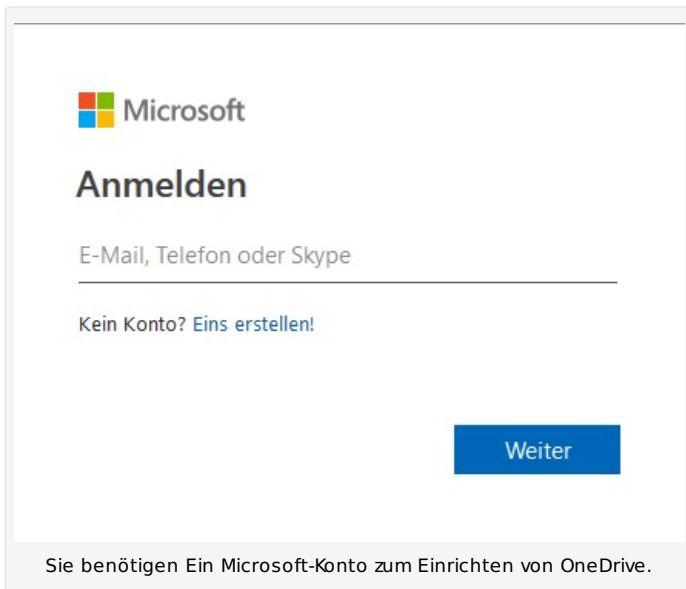 Microsoft
Anmelden
E-Mail, Telefon oder Skype
Kein Konto? Eins erstellen!
Weiter
Sie benötigen Ein Microsoft-Konto zum Einrichten von OneDrive.